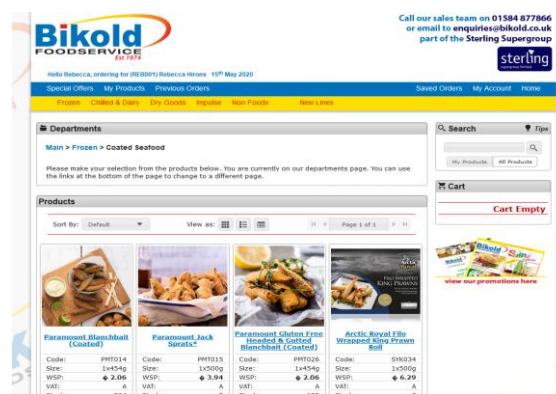 Bikold
FOODSERVICE
Est 1974
Call our sales team on 01584 877866
or email to enquiries@bikold.co.uk
part of the Sterling Supergroup
sterling
Hello Rebecca, ordering for (REB001) Rebecca Hirons 15th May 2020
Special Offers My Products Previous Orders Saved Orders My Account Home
Frozen Chilled & Dairy Dry Goods Impulse Non Foods New Lines
Departments
Main > Frozen > Coated Seafood
Please make your selection from the products below. You are currently on our departments page. You can use
the links at the bottom of the page to change to a different page.
Search Tips
My Products All Products
Cart
Cart Empty
Bikold
view our promotions here
Products
Sort By: Default View as: Page 1 of 1
Arctic
Royal
FILO WRAPPED
KING PRAWNS
Paramount Blanchbait
(Coated)
Code: PMT014
Size: 1x454g
WSP: � 2.06
VAT: A
Paramount Jack
Sprats*
Code: PMT015
Size: 1x500g
WSP: � 3.94
VAT: A
Paramount Gluten Free
Headed & Gutted
Blanchbait (Coated)
Code: PMT026
Size: 1x454g
WSP: � 2.06
VAT: A
Arctic Royal Filo
Wrapped King Prawn
Roll
Code: SYK034
Size: 1x500g
WSP: � 6.29
VAT: A